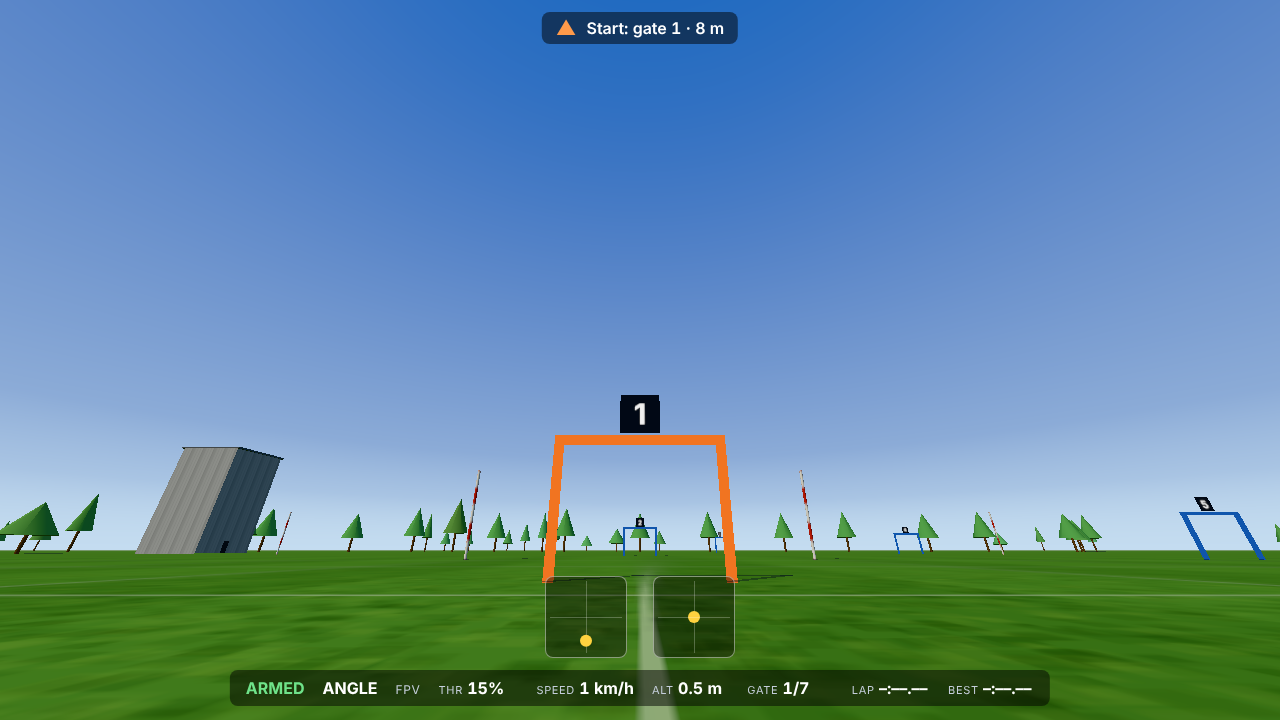 Start: gate 1 · 8 m
1
2
ARMED ANGLE FPV THR 15% SPEED 1 km/h ALT 0.5 m GATE 1/7 LAP –:––.–– BEST –:––.––